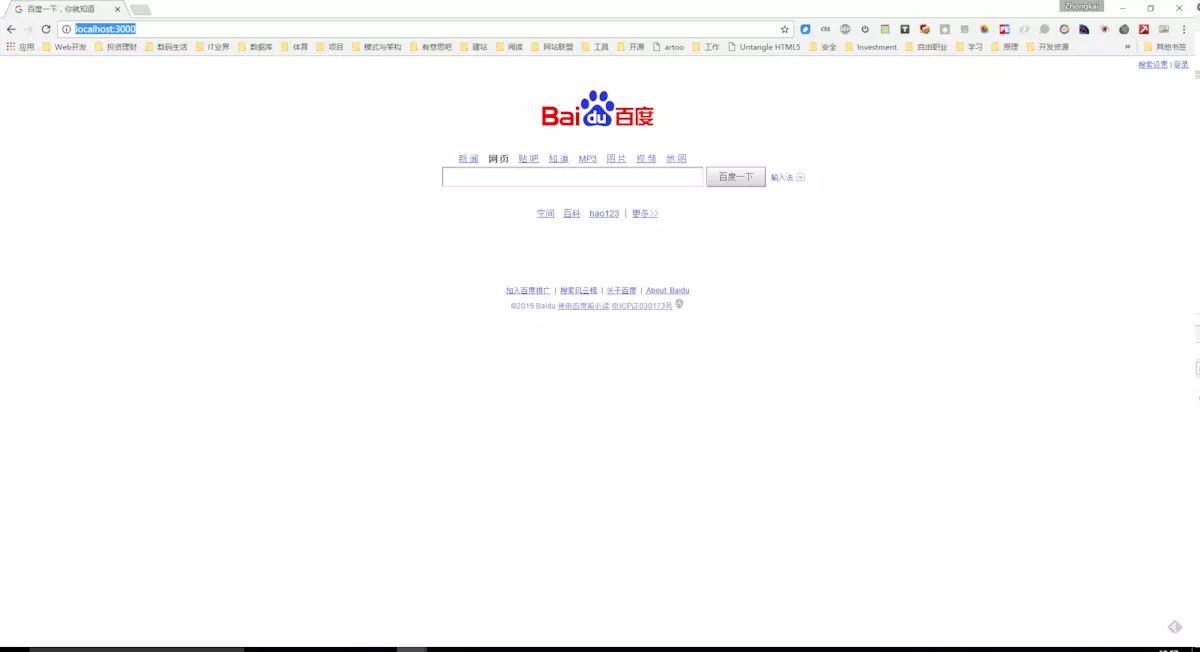 百度一下，你就知道
Zhongkai
localhost:3000
应用 Web开发 投资理财 数码生活 IT业界 数据库 体育 项目 模式与架构 有意思吧 建站 阅读 网站联盟 工具 开源 artoo 工作 Untangle HTML5 安全 Investment 自由职业 学习 原理 开发资源 » 其他书签
搜索设置 | 登录
Bai du 百度
新闻 网页 贴吧 知道 MP3 图片 视频 地图
百度一下 输入法
空间 百科 hao123 | 更多>>
加入百度推广 | 搜索风云榜 | 关于百度 | About Baidu
©2015 Baidu 使用百度前必读 京ICP证030173号